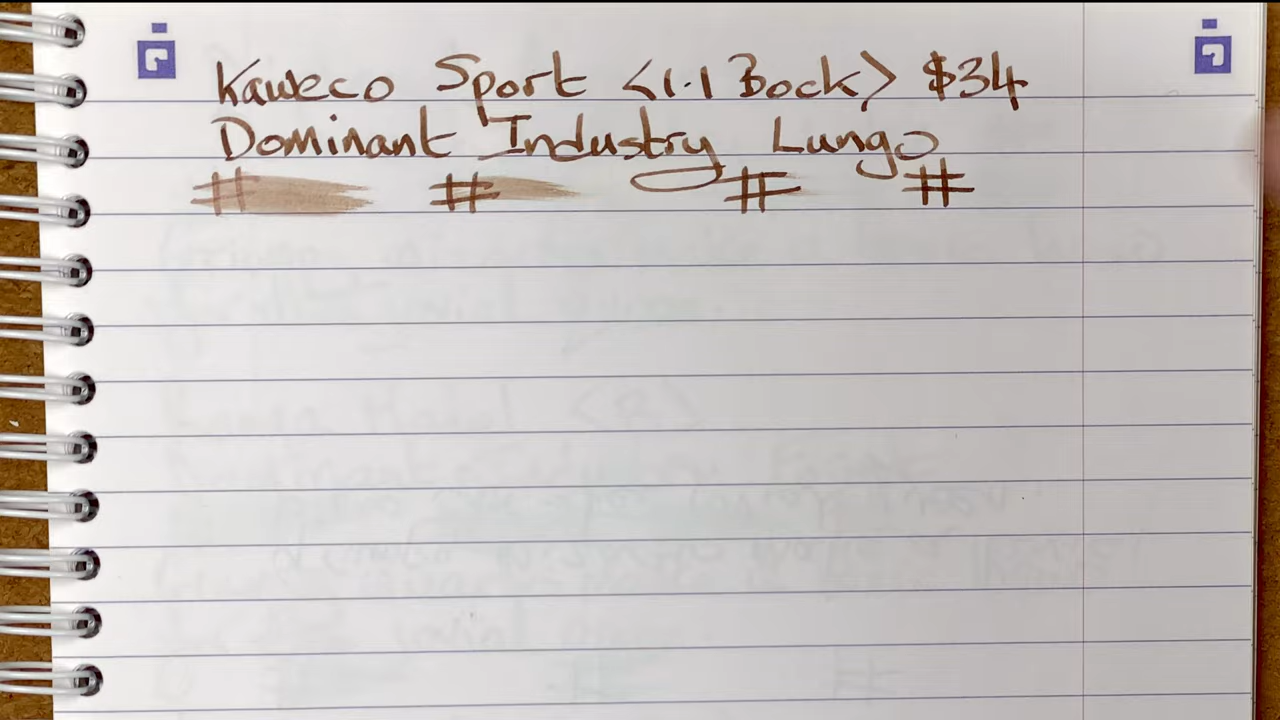 Kaweco Sport <1.1 Bock> $34
Dominant Industry Lungo
# # # #